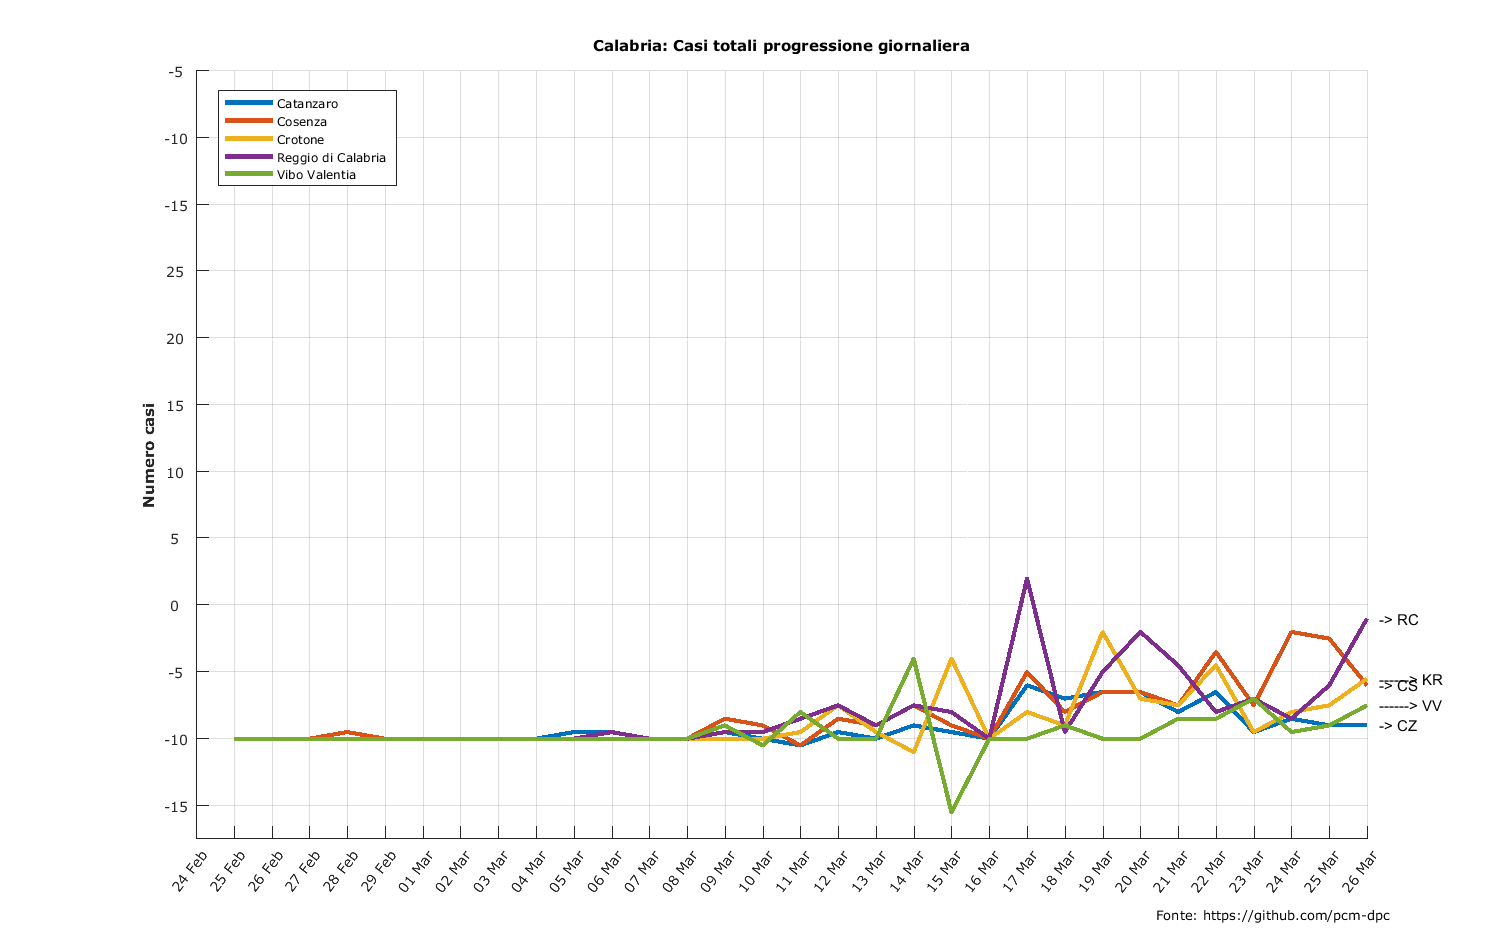 Calabria: Casi totali progressione giornaliera
-5
-10
-15
25
20
15
10
5
0
-5
-10
-15
Numero casi
Catanzaro
Cosenza
Crotone
Reggio di Calabria
Vibo Valentia
-> RC
------> KR
-> CS
------> VV
-> CZ
24 Feb
25 Feb
26 Feb
27 Feb
28 Feb
29 Feb
01 Mar
02 Mar
03 Mar
04 Mar
05 Mar
06 Mar
07 Mar
08 Mar
09 Mar
10 Mar
11 Mar
12 Mar
13 Mar
14 Mar
15 Mar
16 Mar
17 Mar
18 Mar
19 Mar
20 Mar
21 Mar
22 Mar
23 Mar
24 Mar
25 Mar
26 Mar
Fonte: https://github.com/pcm-dpc